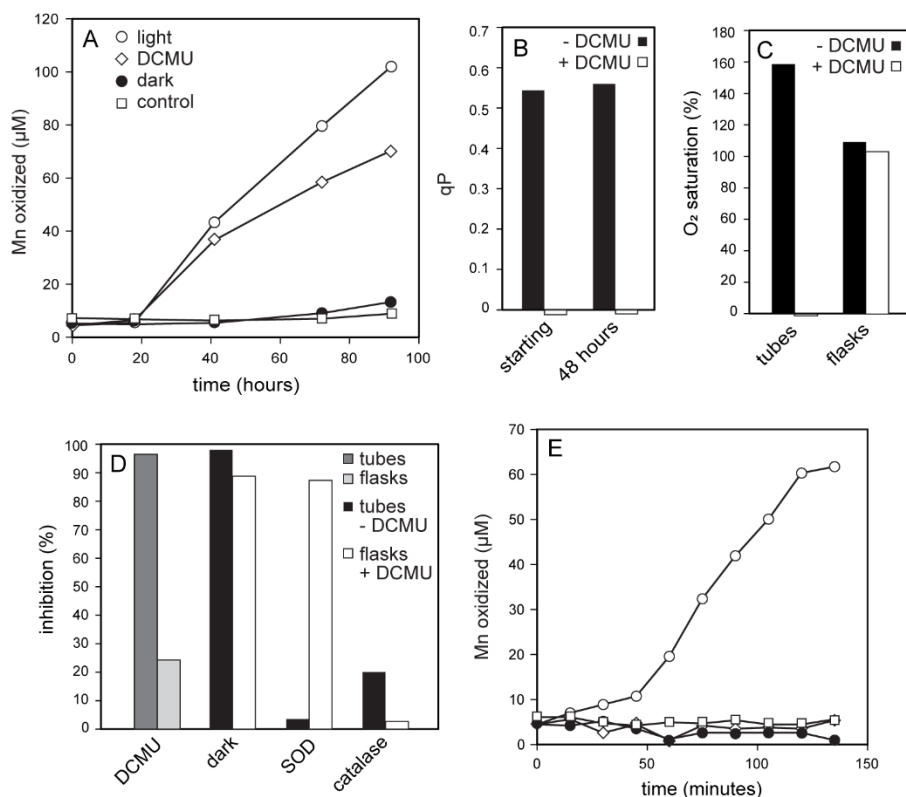 A
light
DCMU
dark
control
Mn oxidized (µM)
120
100
80
60
40
20
0
0 20 40 60 80 100
time (hours)
B
- DCMU
+ DCMU
qP
0.7
0.6
0.5
0.4
0.3
0.2
0.1
0
starting
48 hours
C
- DCMU
+ DCMU
O₂ saturation (%)
180
160
140
120
100
80
60
40
20
0
tubes
flasks
D
tubes
flasks
tubes
- DCMU
flasks
+ DCMU
inhibition (%)
100
90
80
70
60
50
40
30
20
10
0
DCMU
dark
SOD
catalase
E
Mn oxidized (µM)
70
60
50
40
30
20
10
0
0 50 100 150
time (minutes)